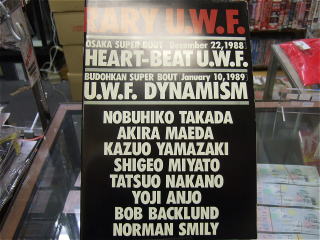 TARY U.W.F.
OSAKA SUPER BOUT December 22, 1988
HEART-BEAT U.W.F.
BUDOHKAN SUPER BOUT January 10, 1989
U.W.F. DYNAMISM
NOBUHIKO TAKADA
AKIRA MAEDA
KAZUO YAMAZAKI
SHIGEO MIYATO
TATSUO NAKANO
YOJI ANJO
BOB BACKLUND
NORMAN SMILY